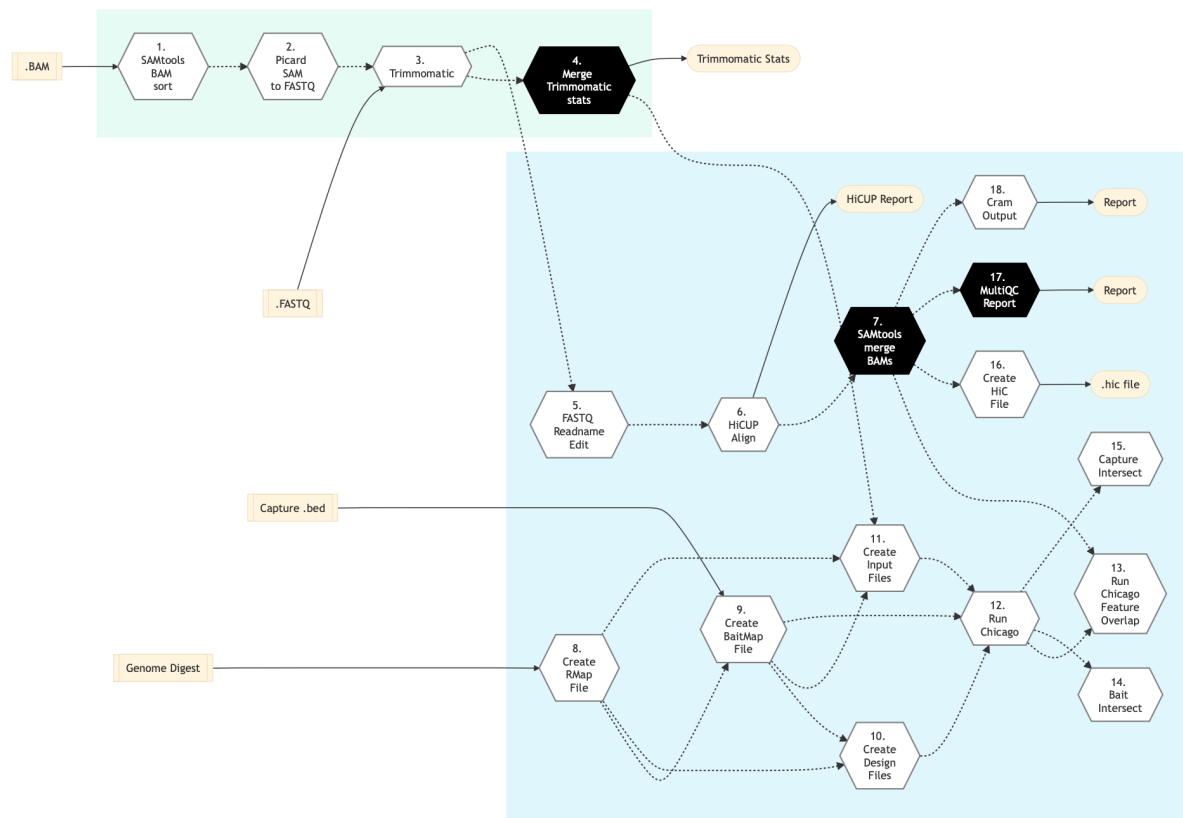 .BAM
1.
SAMtools
BAM
sort
2.
Picard
SAM
to FASTQ
3.
Trimmomatic
4.
Merge
Trimmomatic
stats
Trimmomatic Stats
.FASTQ
HiCUP Report
18.
Cram
Output
Report
17.
MultiQC
Report
Report
7.
SAMtools
merge
BAMs
16.
Create
HiC
File
.hic file
5.
FASTQ
Readname
Edit
6.
HiCUP
Align
15.
Capture
Intersect
Capture .bed
11.
Create
Input
Files
13.
Run
Chicago
Feature
Overlap
9.
Create
BaitMap
File
12.
Run
Chicago
Genome Digest
8.
Create
RMap
File
14.
Bait
Intersect
10.
Create
Design
Files